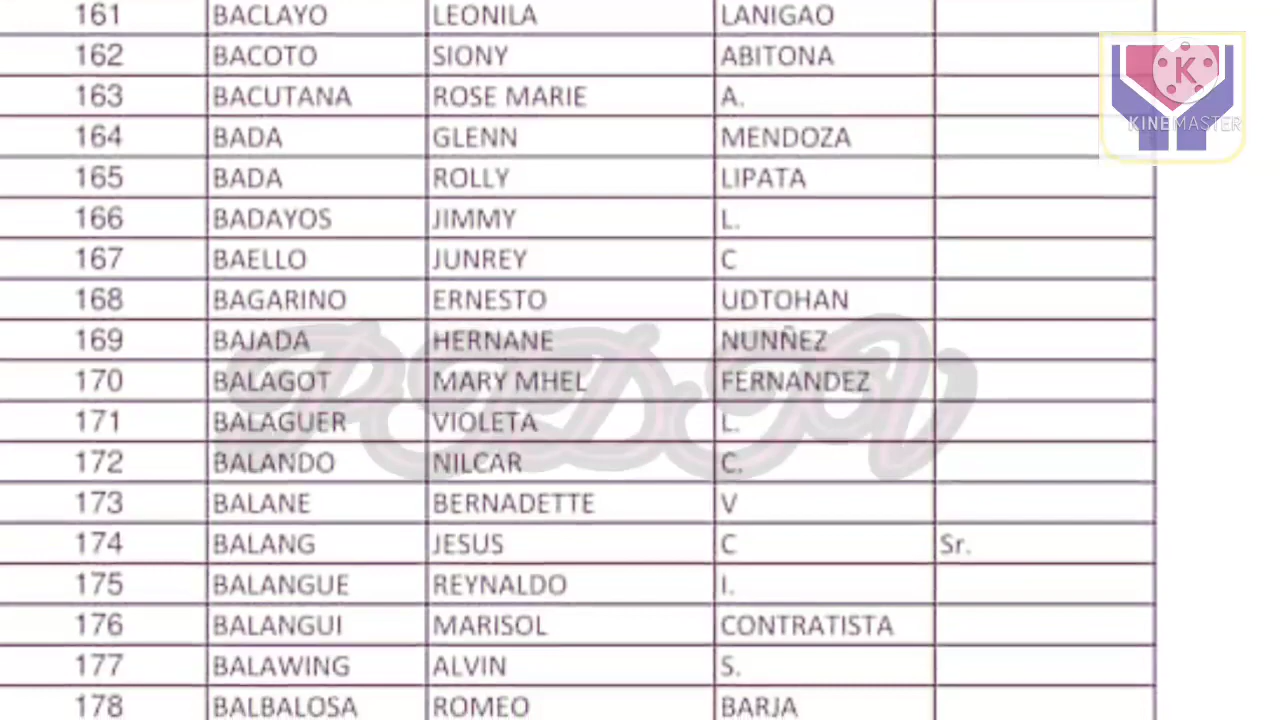 161 BACLAYO LEONILA LANIGAO
162 BACOTO SIONY ABITONA
163 BACUTANA ROSE MARIE A.
164 BADA GLENN MENDOZA
165 BADA ROLLY LIPATA
166 BADAYOS JIMMY L.
167 BAELLO JUNREY C
168 BAGARINO ERNESTO UDTOHAN
169 BAJADA HERNANE NUNÑEZ
170 BALAGOT MARY MHEL FERNANDEZ
171 BALAGUER VIOLETA L.
172 BALANDO NILCAR C.
173 BALANE BERNADETTE V
174 BALANG JESUS C Sr.
175 BALANGUE REYNALDO I.
176 BALANGUI MARISOL CONTRATISTA
177 BALAWING ALVIN S.
178 BALBALOSA ROMEO BARJA
K
KINEMASTER